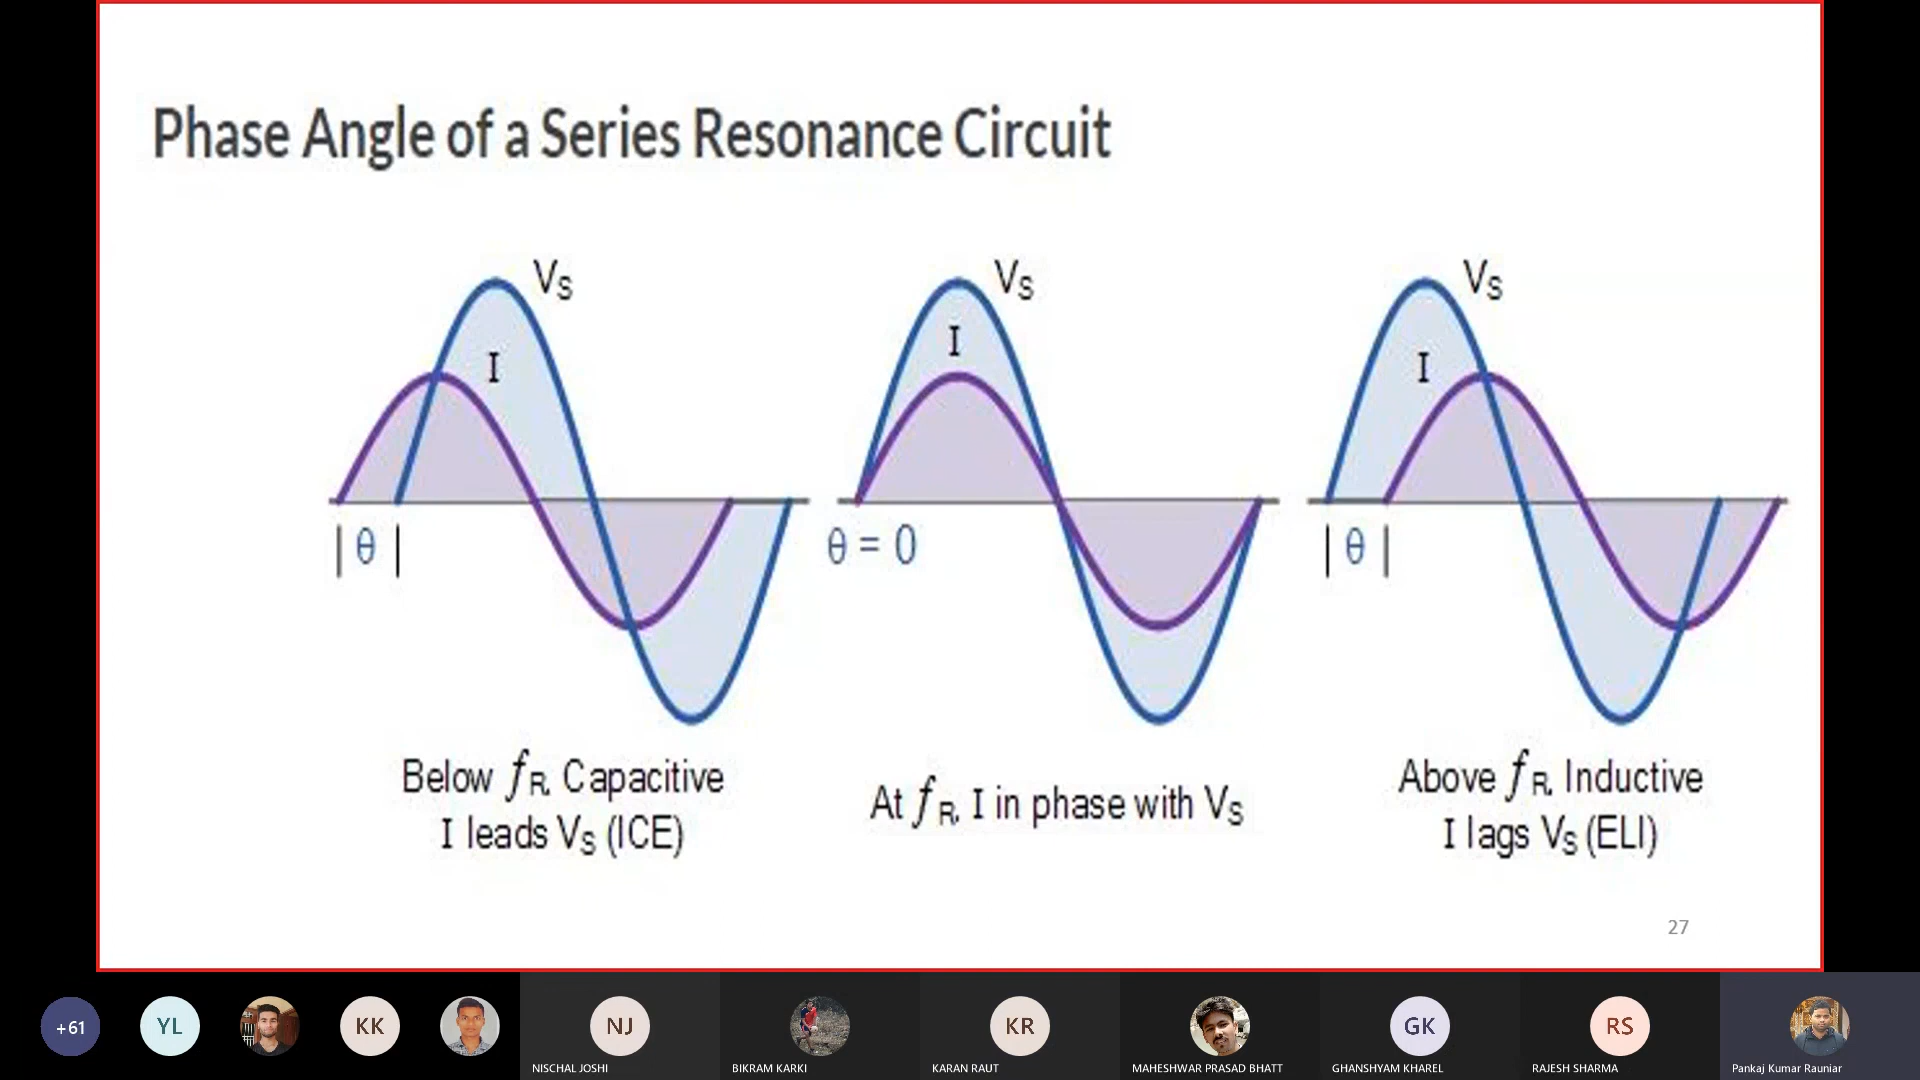 Phase Angle of a Series Resonance Circuit
VS
I
| θ |
Below fR, Capacitive
I leads VS (ICE)
VS
I
θ = 0
At fR, I in phase with VS
VS
I
| θ |
Above fR, Inductive
I lags VS (ELI)
27
+61
YL
KK
NJ
NISCHAL JOSHI
BIKRAM KARKI
KR
KARAN RAUT
MAHESHWAR PRASAD BHATT
GK
GHANSHYAM KHAREL
RS
RAJESH SHARMA
Pankaj Kumar Rauniar